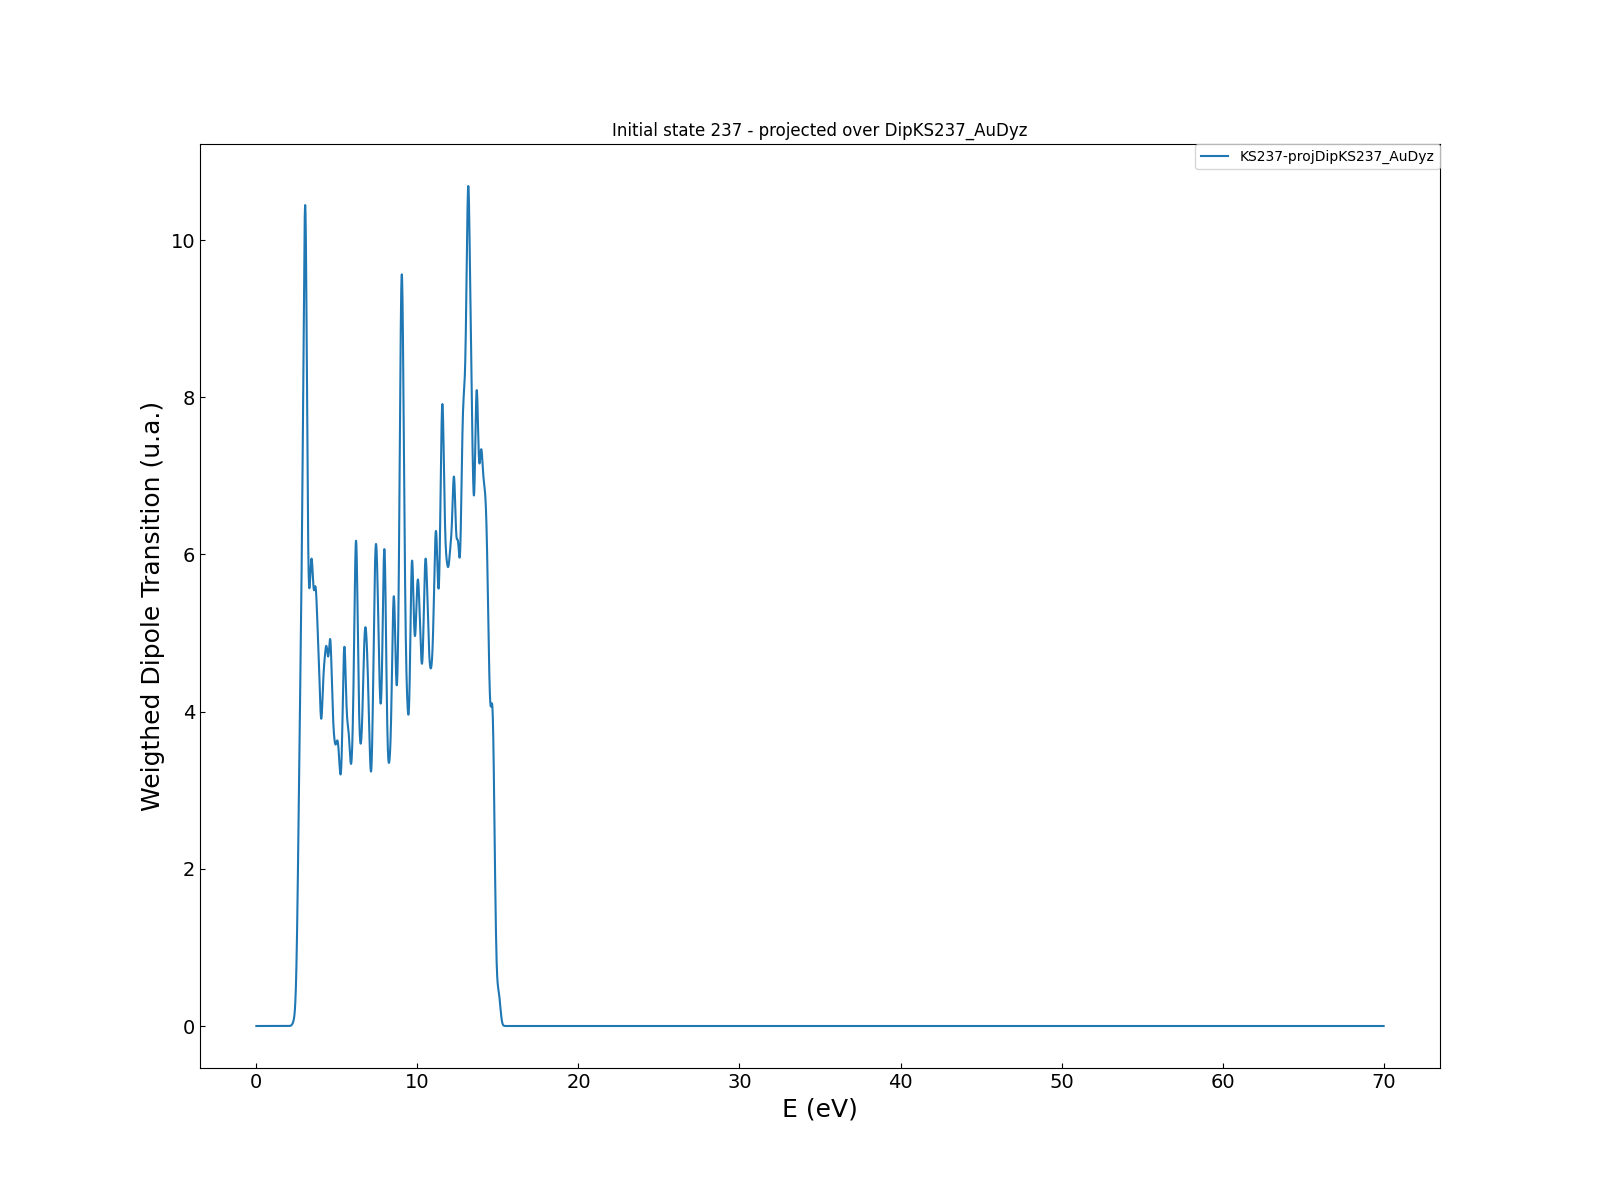 Initial state 237 - projected over DipKS237_AuDyz
KS237-projDipKS237_AuDyz
Weigthed Dipole Transition (u.a.)
10
8
6
4
2
0
0 10 20 30 40 50 60 70
E (eV)